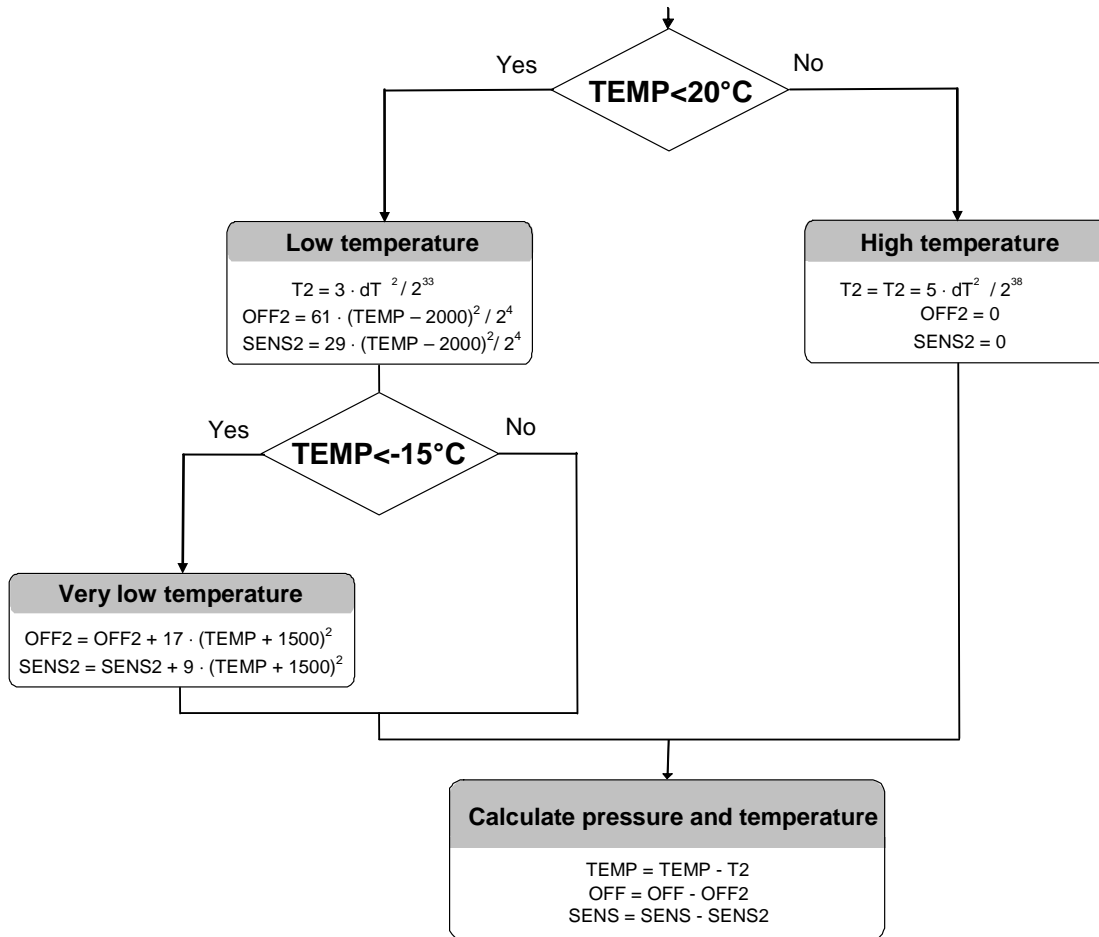 Yes
No
TEMP<20°C
Low temperature
T2 = 3 · dT ² / 2³³
OFF2 = 61 · (TEMP – 2000)² / 2⁴
SENS2 = 29 · (TEMP – 2000)²/ 2⁴
High temperature
T2 = T2 = 5 · dT² / 2³⁸
OFF2 = 0
SENS2 = 0
Yes
No
TEMP<-15°C
Very low temperature
OFF2 = OFF2 + 17 · (TEMP + 1500)²
SENS2 = SENS2 + 9 · (TEMP + 1500)²
Calculate pressure and temperature
TEMP = TEMP - T2
OFF = OFF - OFF2
SENS = SENS - SENS2